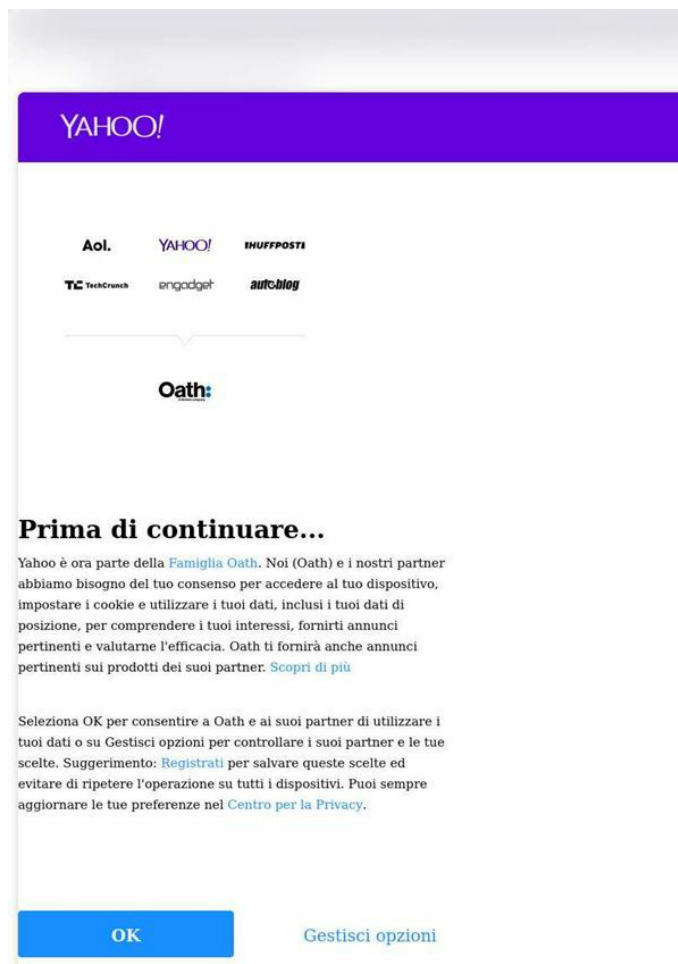 YAHOO!
Aol. YAHOO! HUFFPOST
TC TechCrunch engadget autoblog
Oath:
Prima di continuare...
Yahoo è ora parte della Famiglia Oath. Noi (Oath) e i nostri partner
abbiamo bisogno del tuo consenso per accedere al tuo dispositivo,
impostare i cookie e utilizzare i tuoi dati, inclusi i tuoi dati di
posizione, per comprendere i tuoi interessi, fornirti annunci
pertinenti e valutarne l'efficacia. Oath ti fornirà anche annunci
pertinenti sui prodotti dei suoi partner. Scopri di più
Seleziona OK per consentire a Oath e ai suoi partner di utilizzare i
tuoi dati o su Gestisci opzioni per controllare i suoi partner e le tue
scelte. Suggerimento: Registrati per salvare queste scelte ed
evitare di ripetere l'operazione su tutti i dispositivi. Puoi sempre
aggiornare le tue preferenze nel Centro per la Privacy.
OK Gestisci opzioni